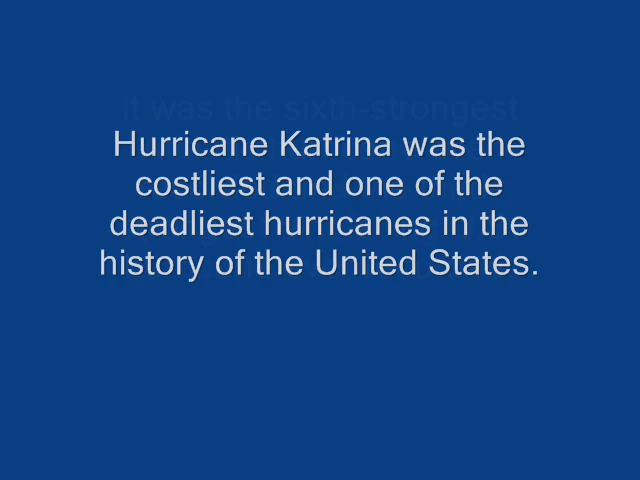 It was the sixth-strongest
Hurricane Katrina was the
costliest and one of the
deadliest hurricanes in the
history of the United States.